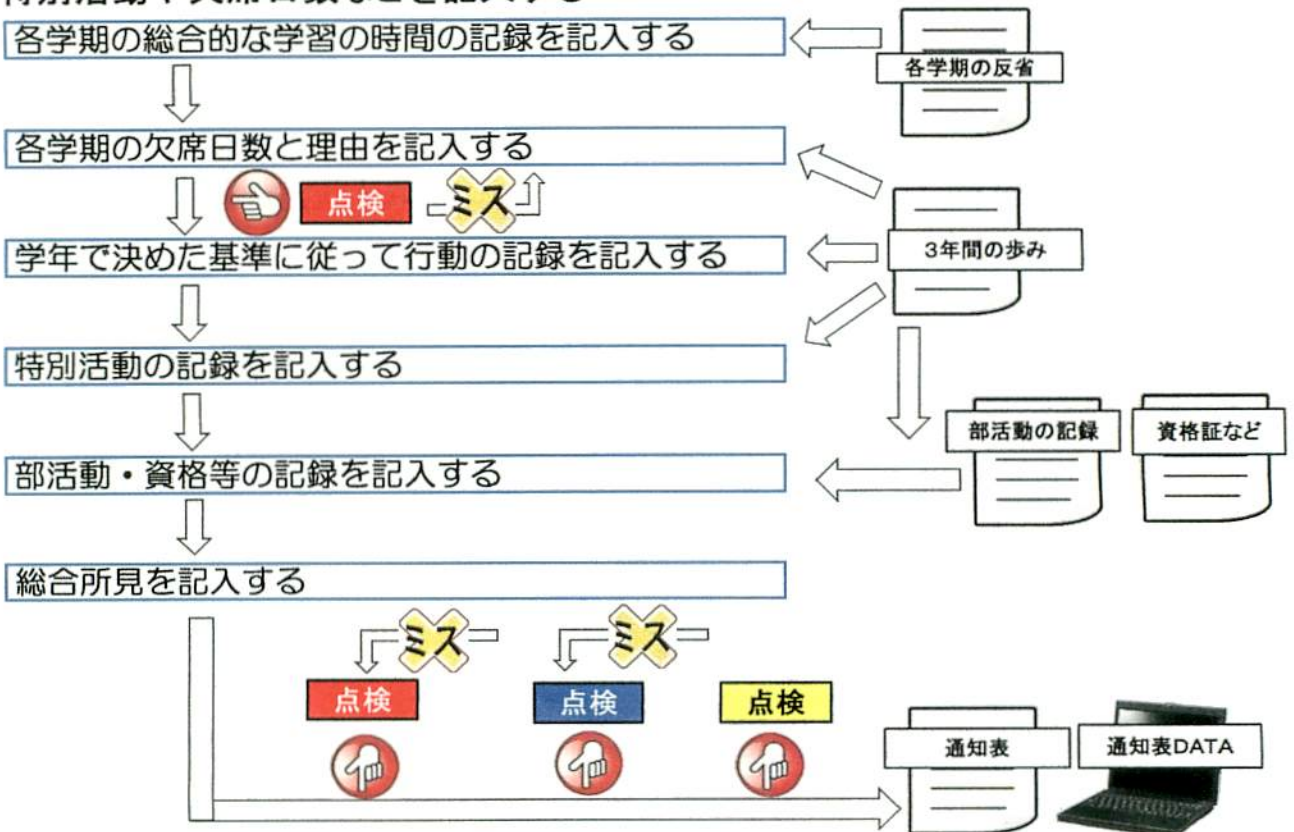 各学期の総合的な学習の時間の記録を記入する
各学期の反省
各学期の欠席日数と理由を記入する
点検
ミス
学年で決めた基準に従って行動の記録を記入する
3年間の歩み
特別活動の記録を記入する
部活動の記録
資格証など
部活動・資格等の記録を記入する
総合所見を記入する
ミス
ミス
点検
点検
点検
通知表
通知表DATA